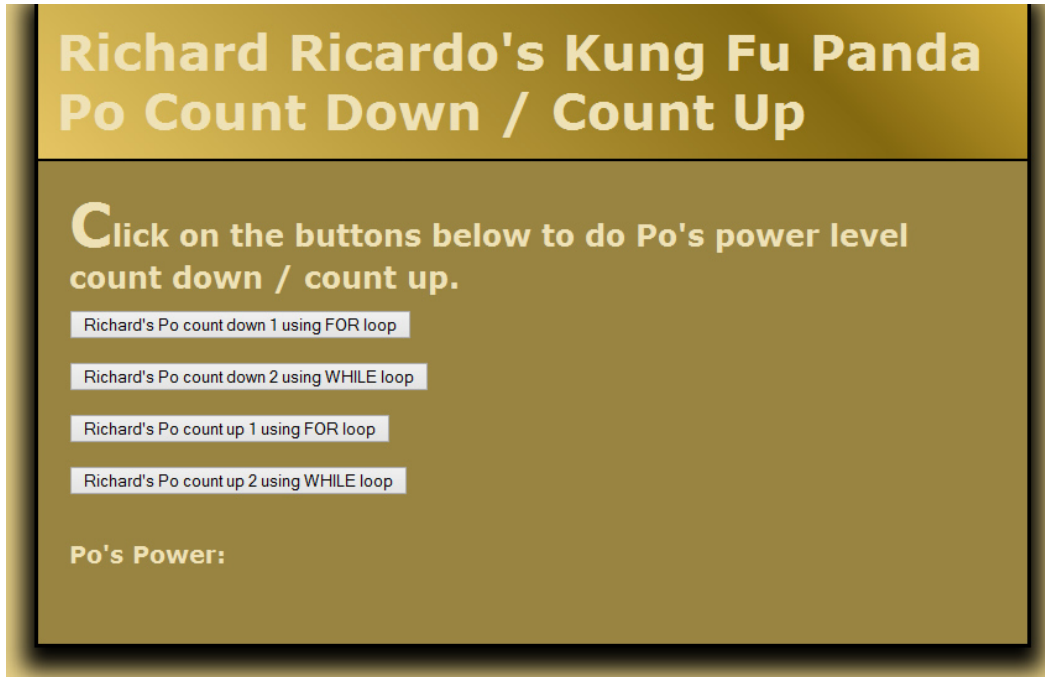 Richard Ricardo's Kung Fu Panda
Po Count Down / Count Up
Click on the buttons below to do Po's power level
count down / count up.
Richard's Po count down 1 using FOR loop
Richard's Po count down 2 using WHILE loop
Richard's Po count up 1 using FOR loop
Richard's Po count up 2 using WHILE loop
Po's Power: